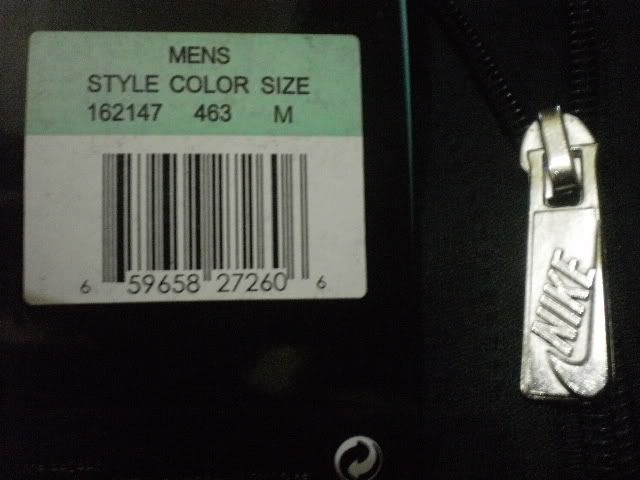 MENS
STYLE COLOR SIZE
162147 463 M
6 59658 27260 6
NIKE